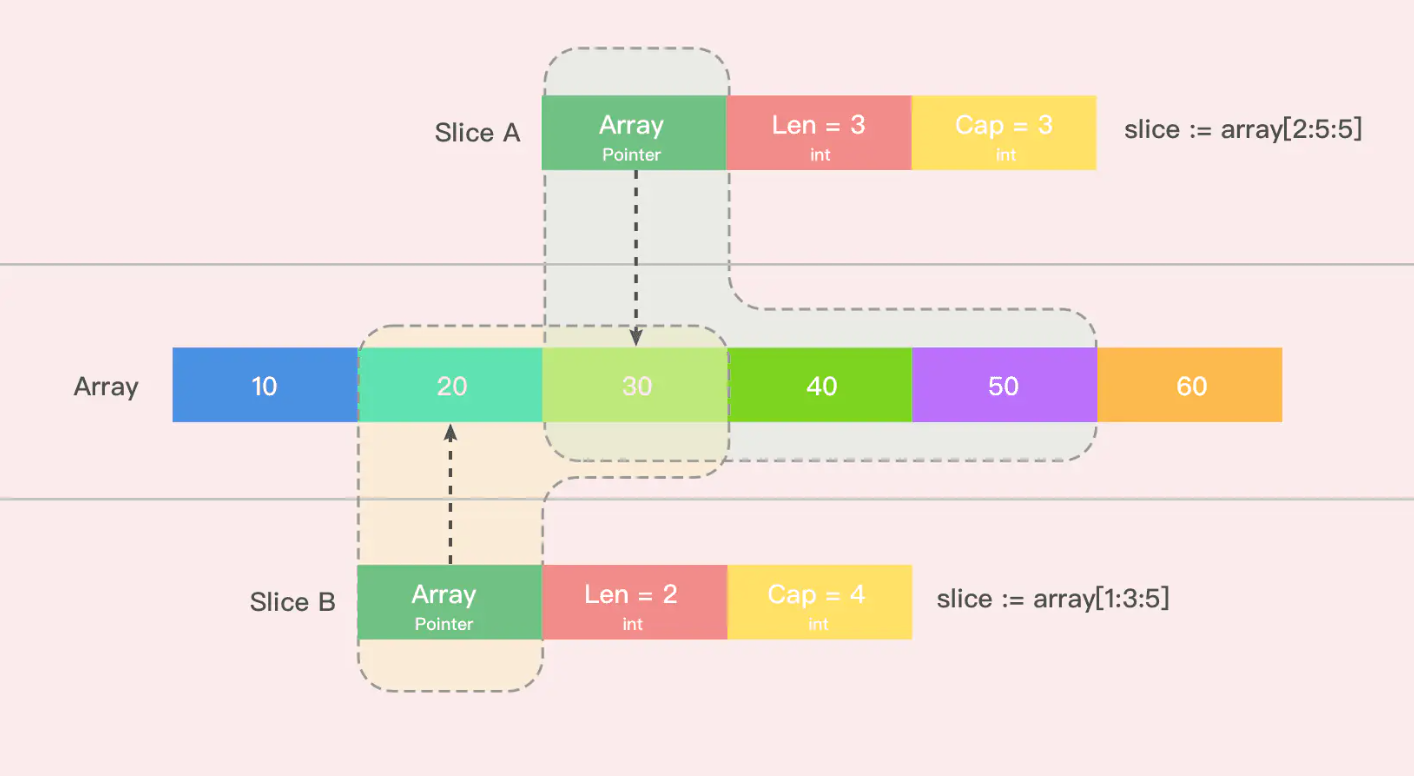 Slice A
Array
Pointer
Len = 3
int
Cap = 3
int
slice := array[2:5:5]
Array
10
20
30
40
50
60
Slice B
Array
Pointer
Len = 2
int
Cap = 4
int
slice := array[1:3:5]